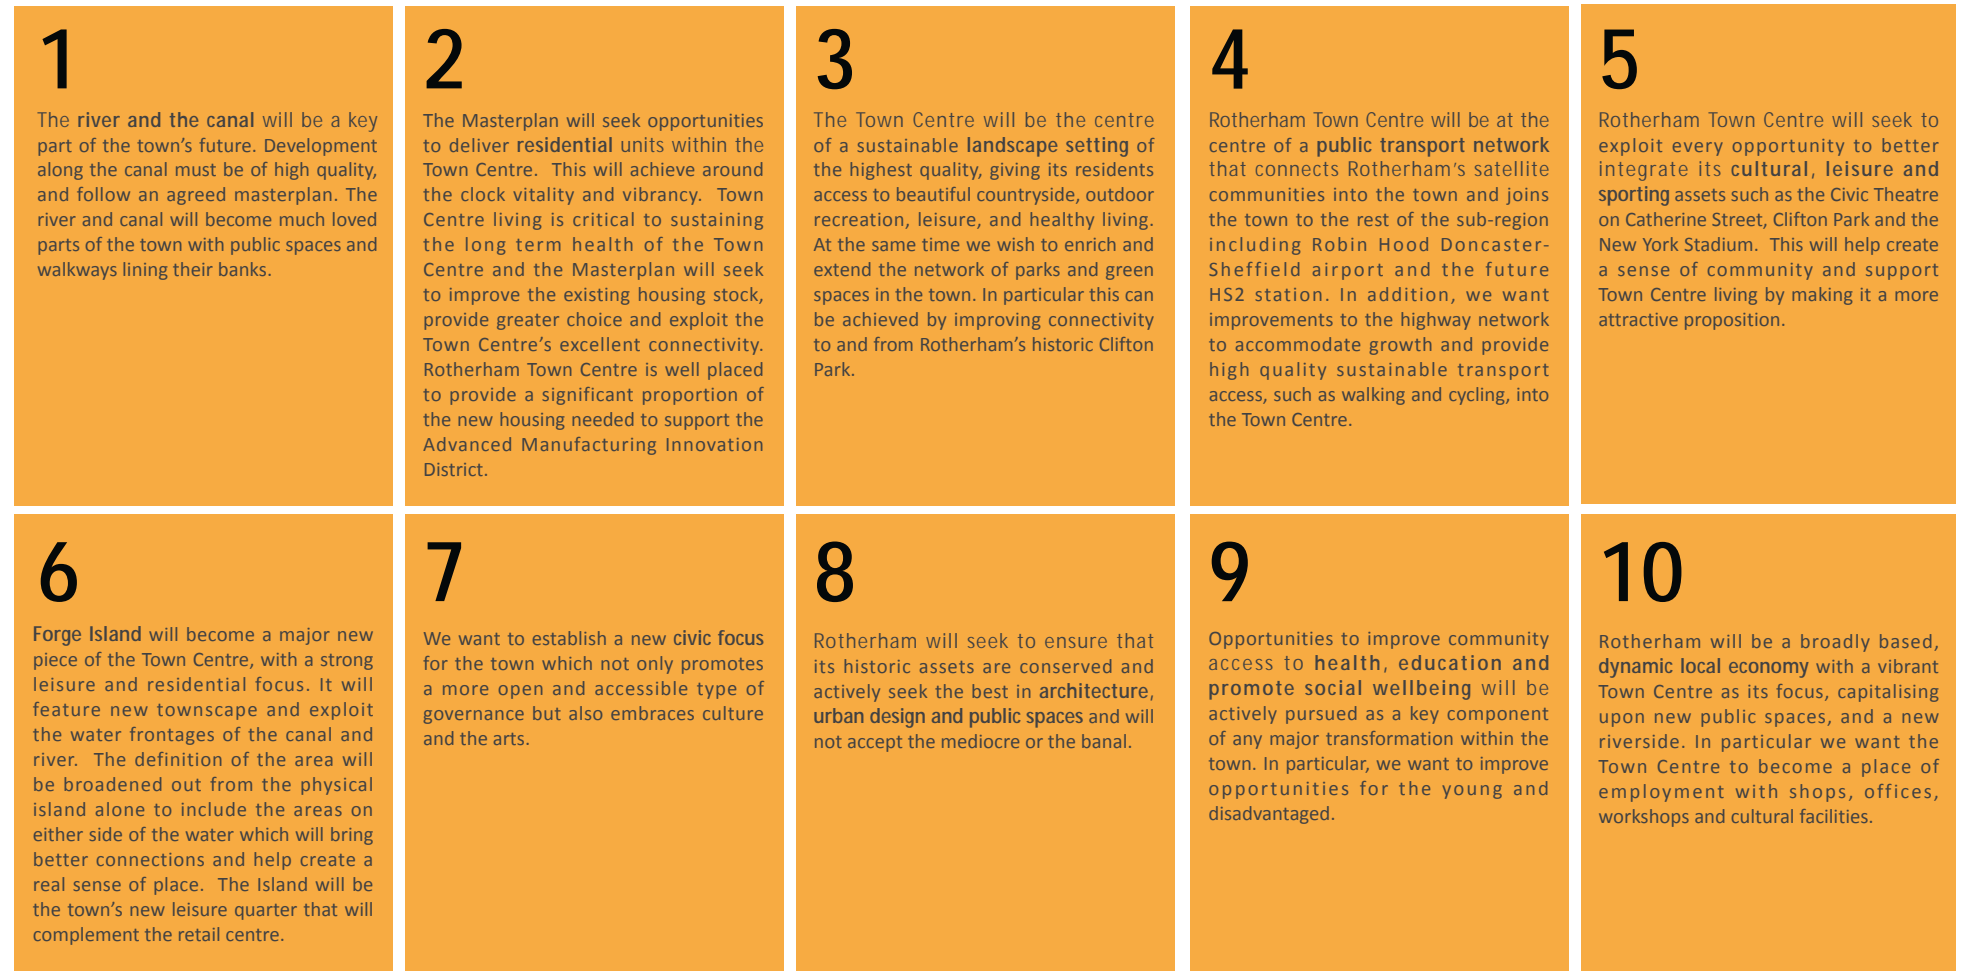 1
The river and the canal will be a key
part of the town's future. Development
along the canal must be of high quality,
and follow an agreed masterplan. The
river and canal will become much loved
parts of the town with public spaces and
walkways lining their banks.
2
The Masterplan will seek opportunities
to deliver residential units within the
Town Centre. This will achieve around
the clock vitality and vibrancy. Town
Centre living is critical to sustaining
the long term health of the Town
Centre and the Masterplan will seek
to improve the existing housing stock,
provide greater choice and exploit the
Town Centre's excellent connectivity.
Rotherham Town Centre is well placed
to provide a significant proportion of
the new housing needed to support the
Advanced Manufacturing Innovation
District.
3
The Town Centre will be the centre
of a sustainable landscape setting of
the highest quality, giving its residents
access to beautiful countryside, outdoor
recreation, leisure, and healthy living.
At the same time we wish to enrich and
extend the network of parks and green
spaces in the town. In particular this can
be achieved by improving connectivity
to and from Rotherham's historic Clifton
Park.
4
Rotherham Town Centre will be at the
centre of a public transport network
that connects Rotherham's satellite
communities into the town and joins
the town to the rest of the sub-region
including Robin Hood Doncaster-
Sheffield airport and the future
HS2 station. In addition, we want
improvements to the highway network
to accommodate growth and provide
high quality sustainable transport
access, such as walking and cycling, into
the Town Centre.
5
Rotherham Town Centre will seek to
exploit every opportunity to better
integrate its cultural, leisure and
sporting assets such as the Civic Theatre
on Catherine Street, Clifton Park and the
New York Stadium. This will help create
a sense of community and support
Town Centre living by making it a more
attractive proposition.
6
Forge Island will become a major new
piece of the Town Centre, with a strong
leisure and residential focus. It will
feature new townscape and exploit
the water frontages of the canal and
river. The definition of the area will
be broadened out from the physical
island alone to include the areas on
either side of the water which will bring
better connections and help create a
real sense of place. The Island will be
the town's new leisure quarter that will
complement the retail centre.
7
We want to establish a new civic focus
for the town which not only promotes
a more open and accessible type of
governance but also embraces culture
and the arts.
8
Rotherham will seek to ensure that
its historic assets are conserved and
actively seek the best in architecture,
urban design and public spaces and will
not accept the mediocre or the banal.
9
Opportunities to improve community
access to health, education and
promote social wellbeing will be
actively pursued as a key component
of any major transformation within the
town. In particular, we want to improve
opportunities for the young and
disadvantaged.
10
Rotherham will be a broadly based,
dynamic local economy with a vibrant
Town Centre as its focus, capitalising
upon new public spaces, and a new
riverside. In particular we want the
Town Centre to become a place of
employment with shops, offices,
workshops and cultural facilities.